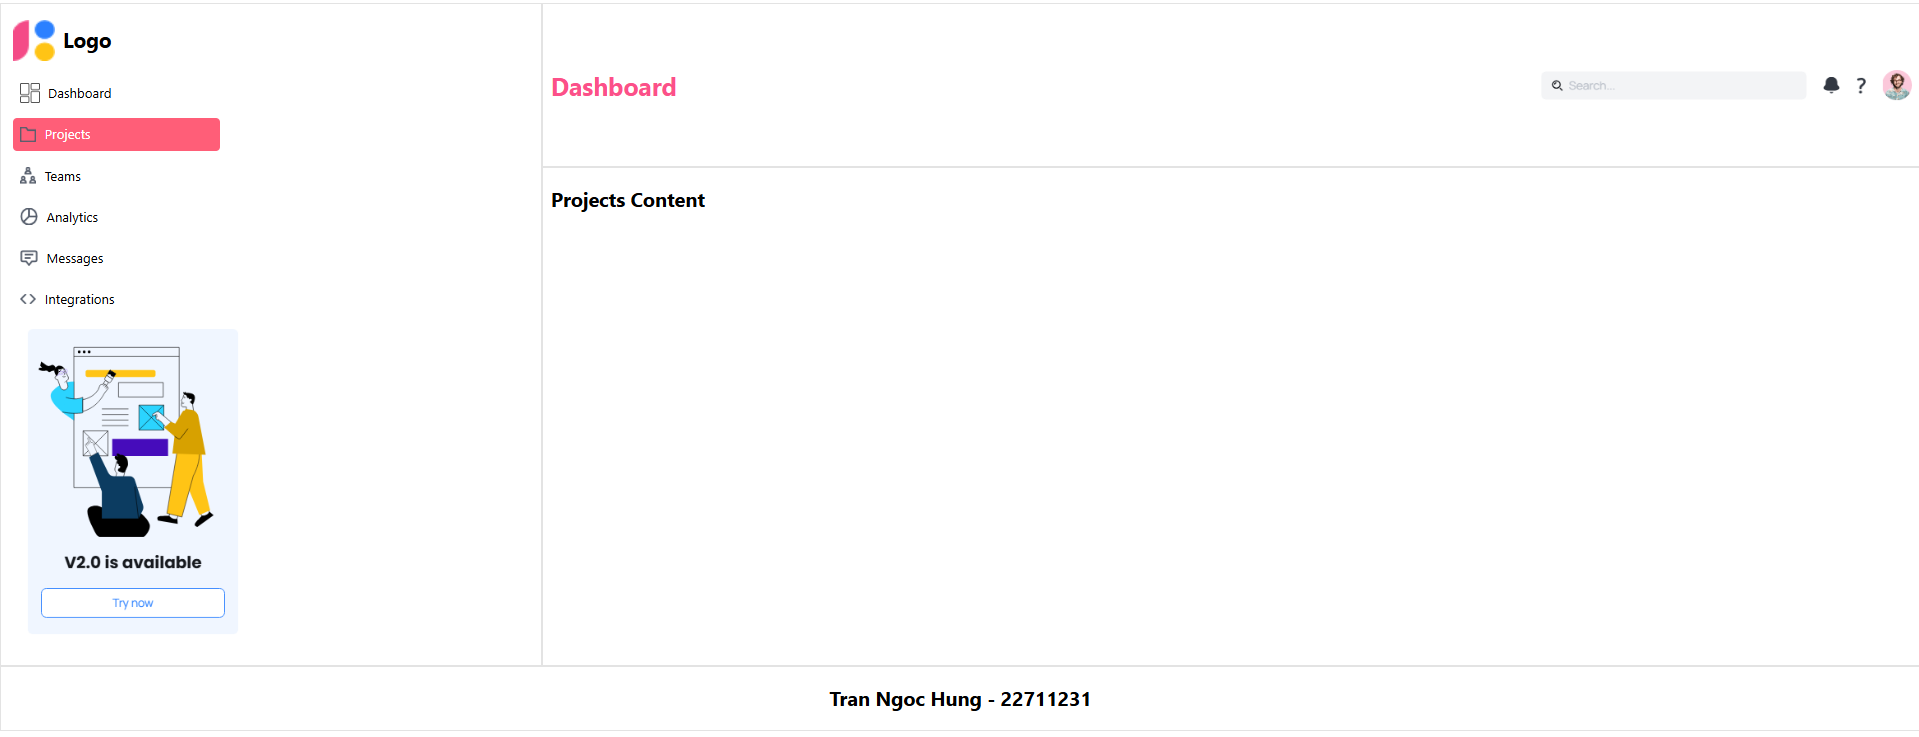 Logo
Dashboard
Projects
Teams
Analytics
Messages
Integrations
V2.0 is available
Try now
Dashboard
Search...
?
Projects Content
Tran Ngoc Hung - 22711231